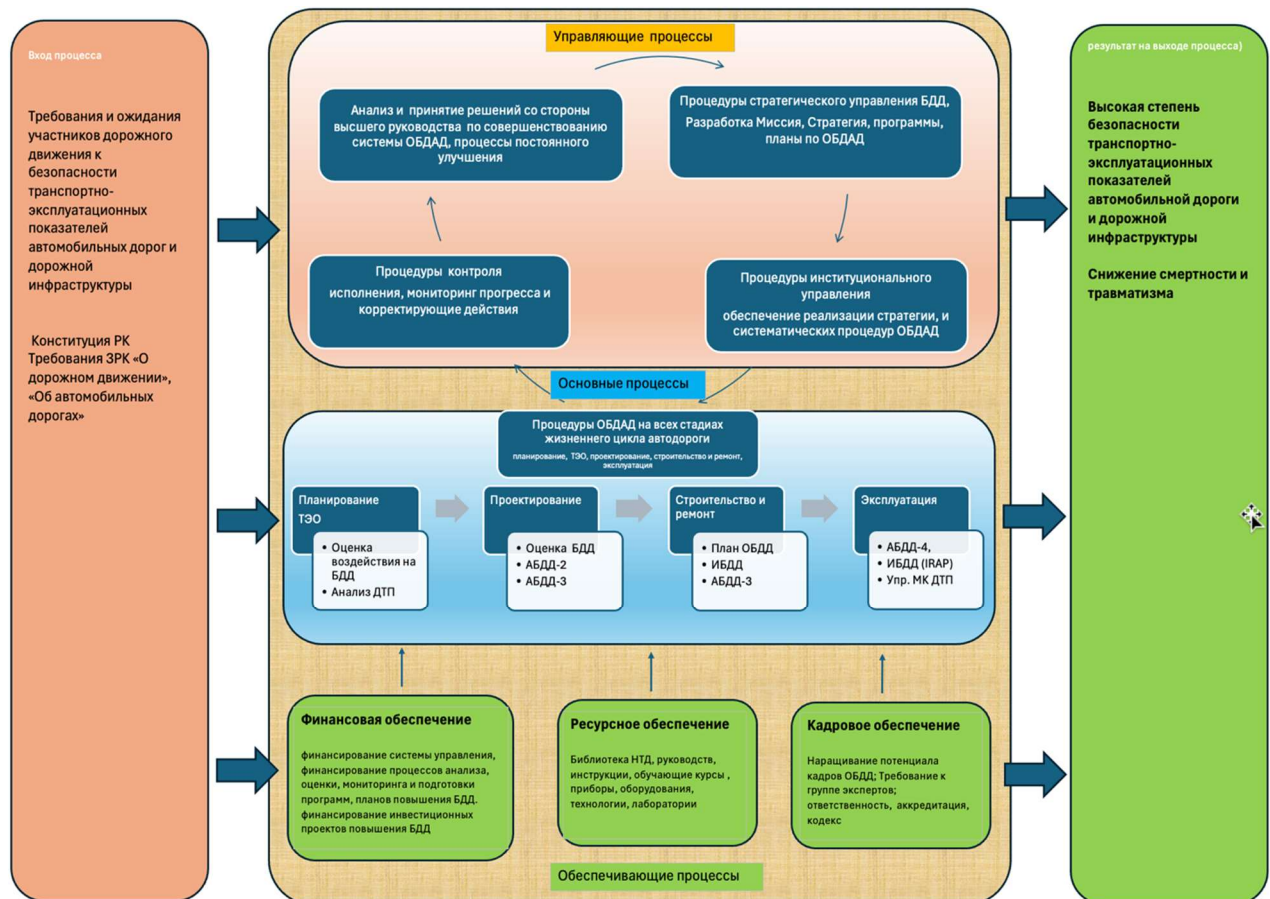 Вход процесса
Требования и ожидания
участников дорожного
движения к
безопасности
транспортно-
эксплуатационных
показателей
автомобильных дорог и
дорожной
инфраструктуры
Конституция РК
Требования ЗРК «О
дорожном движении»,
«Об автомобильных
дорогах»
Управляющие процессы
Анализ и принятие решений со стороны
высшего руководства по совершенствованию
системы ОБДАД, процессы постоянного
улучшения
Процедуры стратегического управления БДД,
Разработка Миссия, Стратегия, программы,
планы по ОБДАД
Процедуры контроля
исполнения, мониторинг прогресса и
корректирующие действия
Процедуры институционального
управления
обеспечение реализации стратегии, и
систематических процедур ОБДАД
Основные процессы
Процедуры ОБДАД на всех стадиях
жизненнего цикла автодороги
планирование, ТЭО, проектирование, строительство и ремонт,
эксплуатация
Планирование
ТЭО
• Оценка
воздействия на
БДД
• Анализ ДТП
Проектирование
• Оценка БДД
• АБДД-2
• АБДД-3
Строительство и
ремонт
• План ОБДД
• ИБДД
• АБДД-3
Эксплуатация
• АБДД-4,
• ИБДД (IRAP)
• Упр. МК ДТП
Финансовая обеспечение
финансирование системы управления,
финансирование процессов анализа,
оценки, мониторинга и подготовки
программ, планов повышения БДД.
финансирование инвестиционных
проектов повышения БДД
Ресурсное обеспечение
Библиотека НТД, руководств,
инструкции, обучающие курсы ,
приборы, оборудования,
технологии, лаборатории
Кадровое обеспечение
Наращивание потенциала
кадров ОБДД; Требование к
группе экспертов;
ответственность, аккредитация,
кодекс
Обеспечивающие процессы
результат на выходе процесса)
Высокая степень
безопасности
транспортно-
эксплуатационных
показателей
автомобильной дороги
и дорожной
инфраструктуры
Снижение смертности и
травматизма